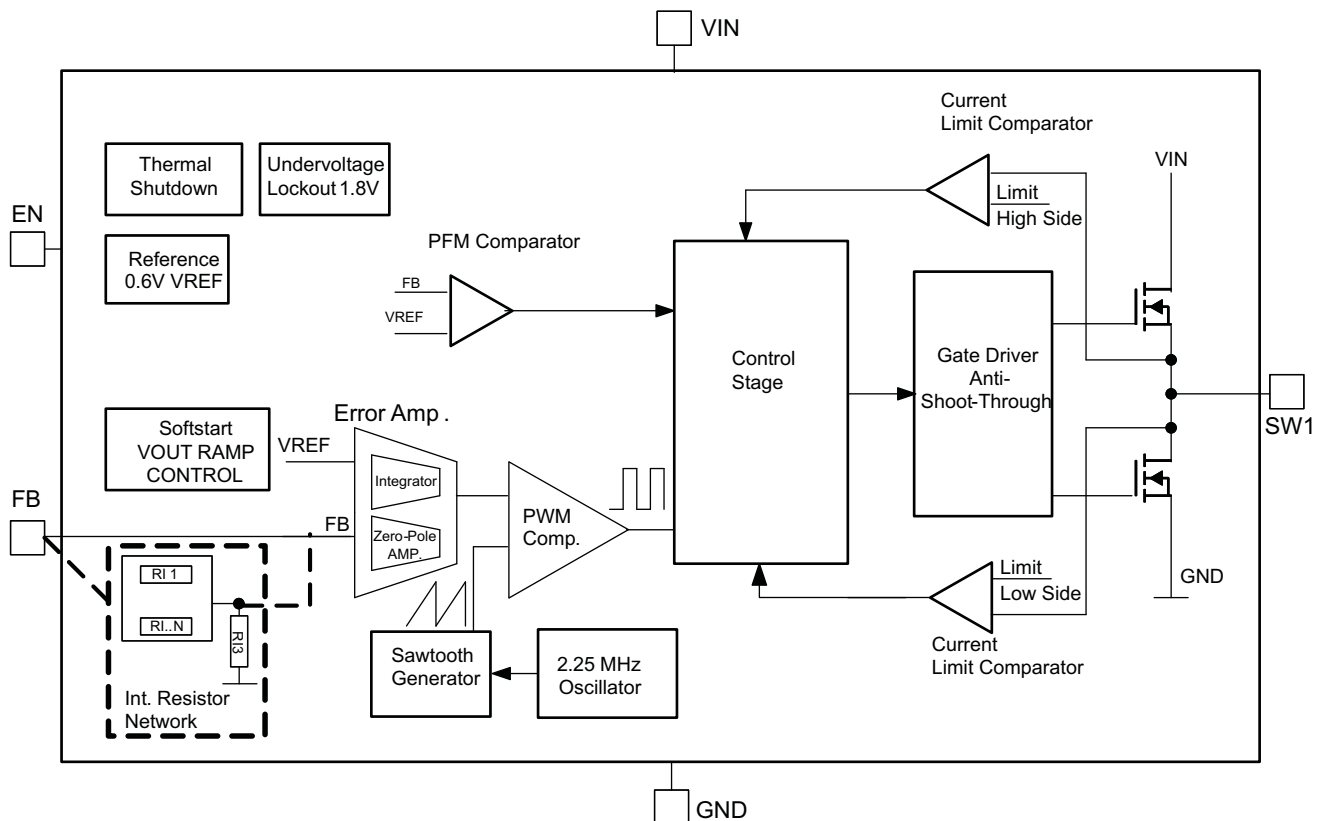 VIN
Current
Limit Comparator
Thermal
Shutdown
Undervoltage
Lockout 1.8V
VIN
Limit
High Side
EN
PFM Comparator
Reference
0.6V VREF
FB
VREF
Control
Stage
Gate Driver
Anti-
Shoot-Through
SW1
Error Amp .
Softstart
VOUT RAMP
CONTROL
VREF
Integrator
FB
FB
Zero-Pole
AMP.
PWM
Comp.
RI 1
RI..N
RI3
Int. Resistor
Network
Sawtooth
Generator
2.25 MHz
Oscillator
Limit
Low Side
GND
Current
Limit Comparator
GND